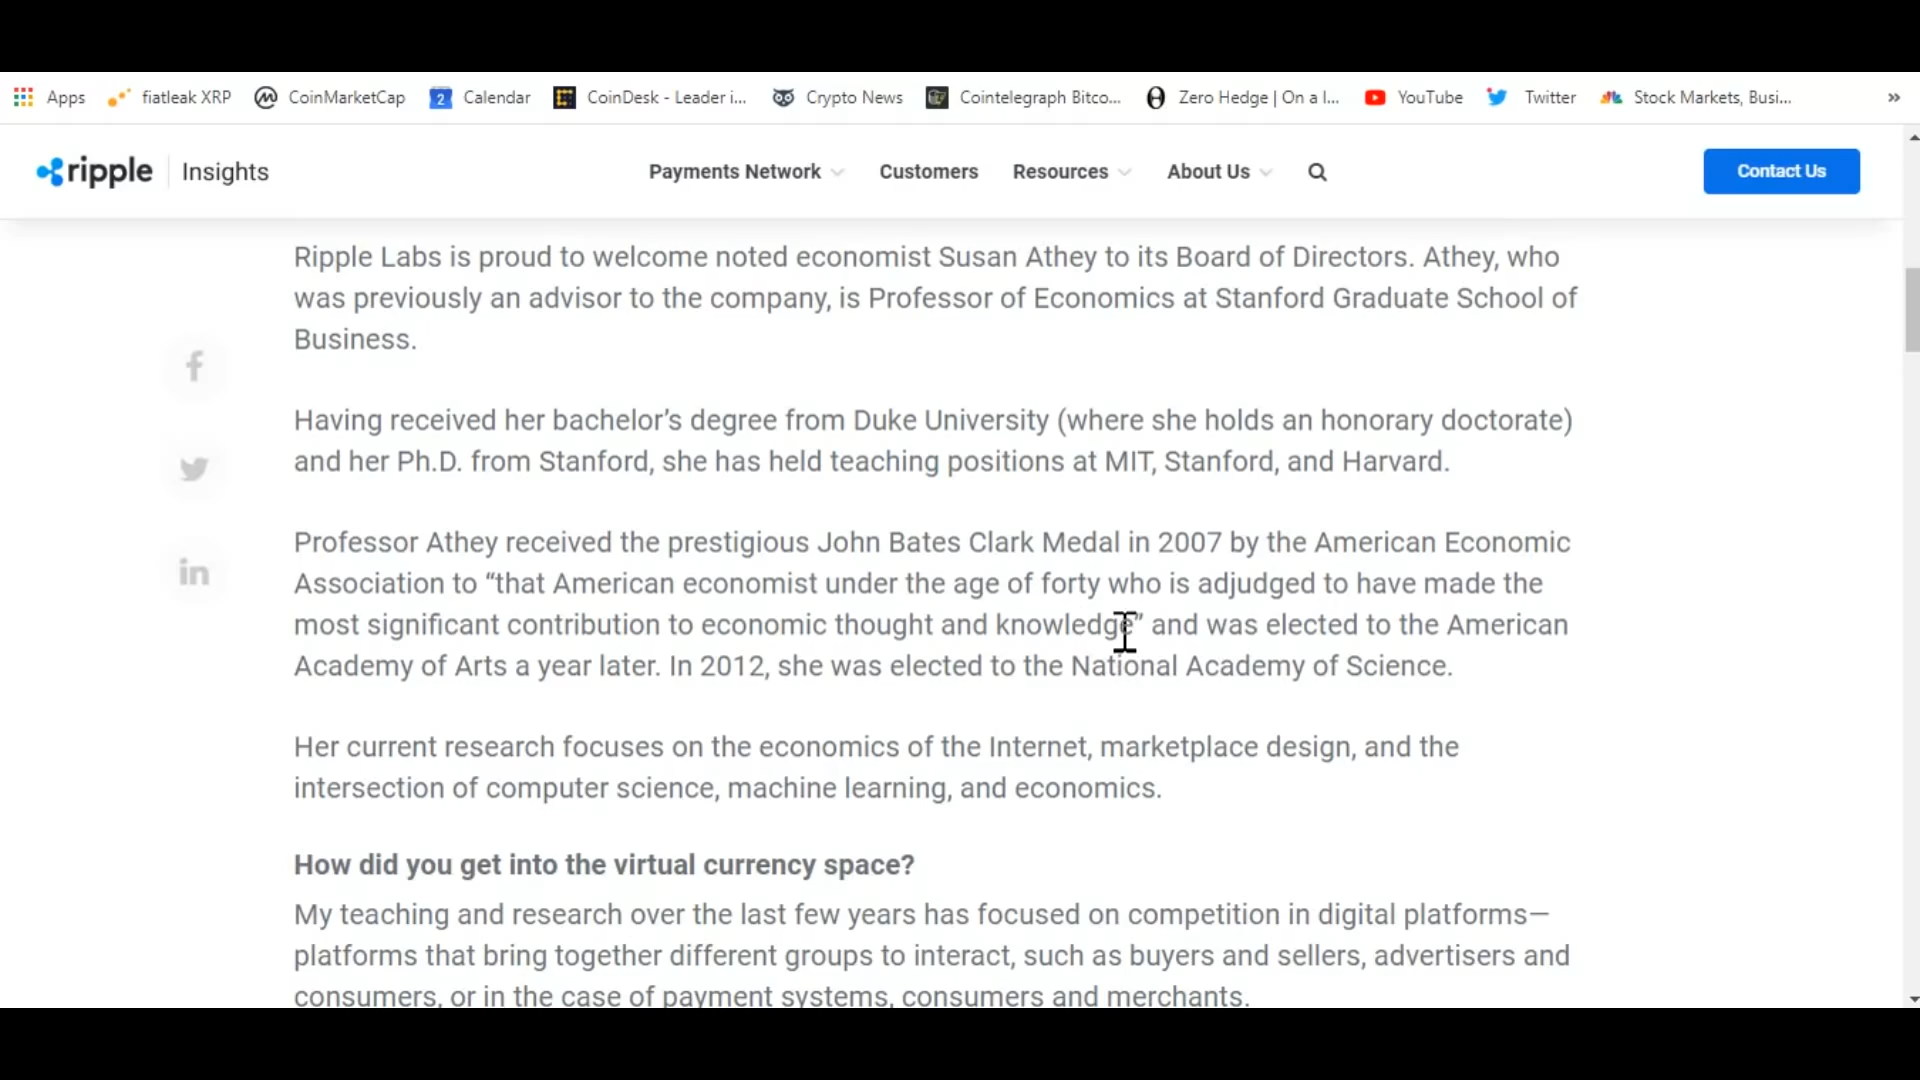 Apps fiatleak XRP CoinMarketCap 2 Calendar CoinDesk - Leader i... Crypto News Cointelegraph Bitco... Zero Hedge | On a l... YouTube Twitter Stock Markets, Busi... »
ripple Insights Payments Network Customers Resources About Us Contact Us
Ripple Labs is proud to welcome noted economist Susan Athey to its Board of Directors. Athey, who
was previously an advisor to the company, is Professor of Economics at Stanford Graduate School of
Business.
Having received her bachelor’s degree from Duke University (where she holds an honorary doctorate)
and her Ph.D. from Stanford, she has held teaching positions at MIT, Stanford, and Harvard.
Professor Athey received the prestigious John Bates Clark Medal in 2007 by the American Economic
Association to “that American economist under the age of forty who is adjudged to have made the
most significant contribution to economic thought and knowledge” and was elected to the American
Academy of Arts a year later. In 2012, she was elected to the National Academy of Science.
Her current research focuses on the economics of the Internet, marketplace design, and the
intersection of computer science, machine learning, and economics.
How did you get into the virtual currency space?
My teaching and research over the last few years has focused on competition in digital platforms—
platforms that bring together different groups to interact, such as buyers and sellers, advertisers and
consumers, or in the case of payment systems, consumers and merchants.